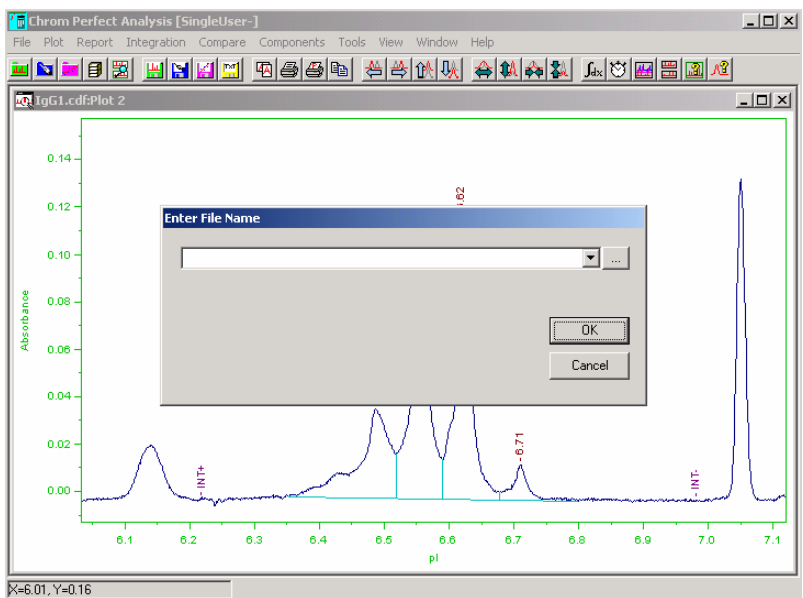 Chrom Perfect Analysis [SingleUser-]
File Plot Report Integration Compare Components Tools View Window Help
IgG1.cdf:Plot 2
Enter File Name
...
OK
Cancel
Absorbance
0.14
0.12
0.10
0.08
0.06
0.04
0.02
0.00
- INT+
.62
- 6.71
- INT-
6.1 6.2 6.3 6.4 6.5 6.6 6.7 6.8 6.9 7.0 7.1
pI
X=6.01, Y=0.16